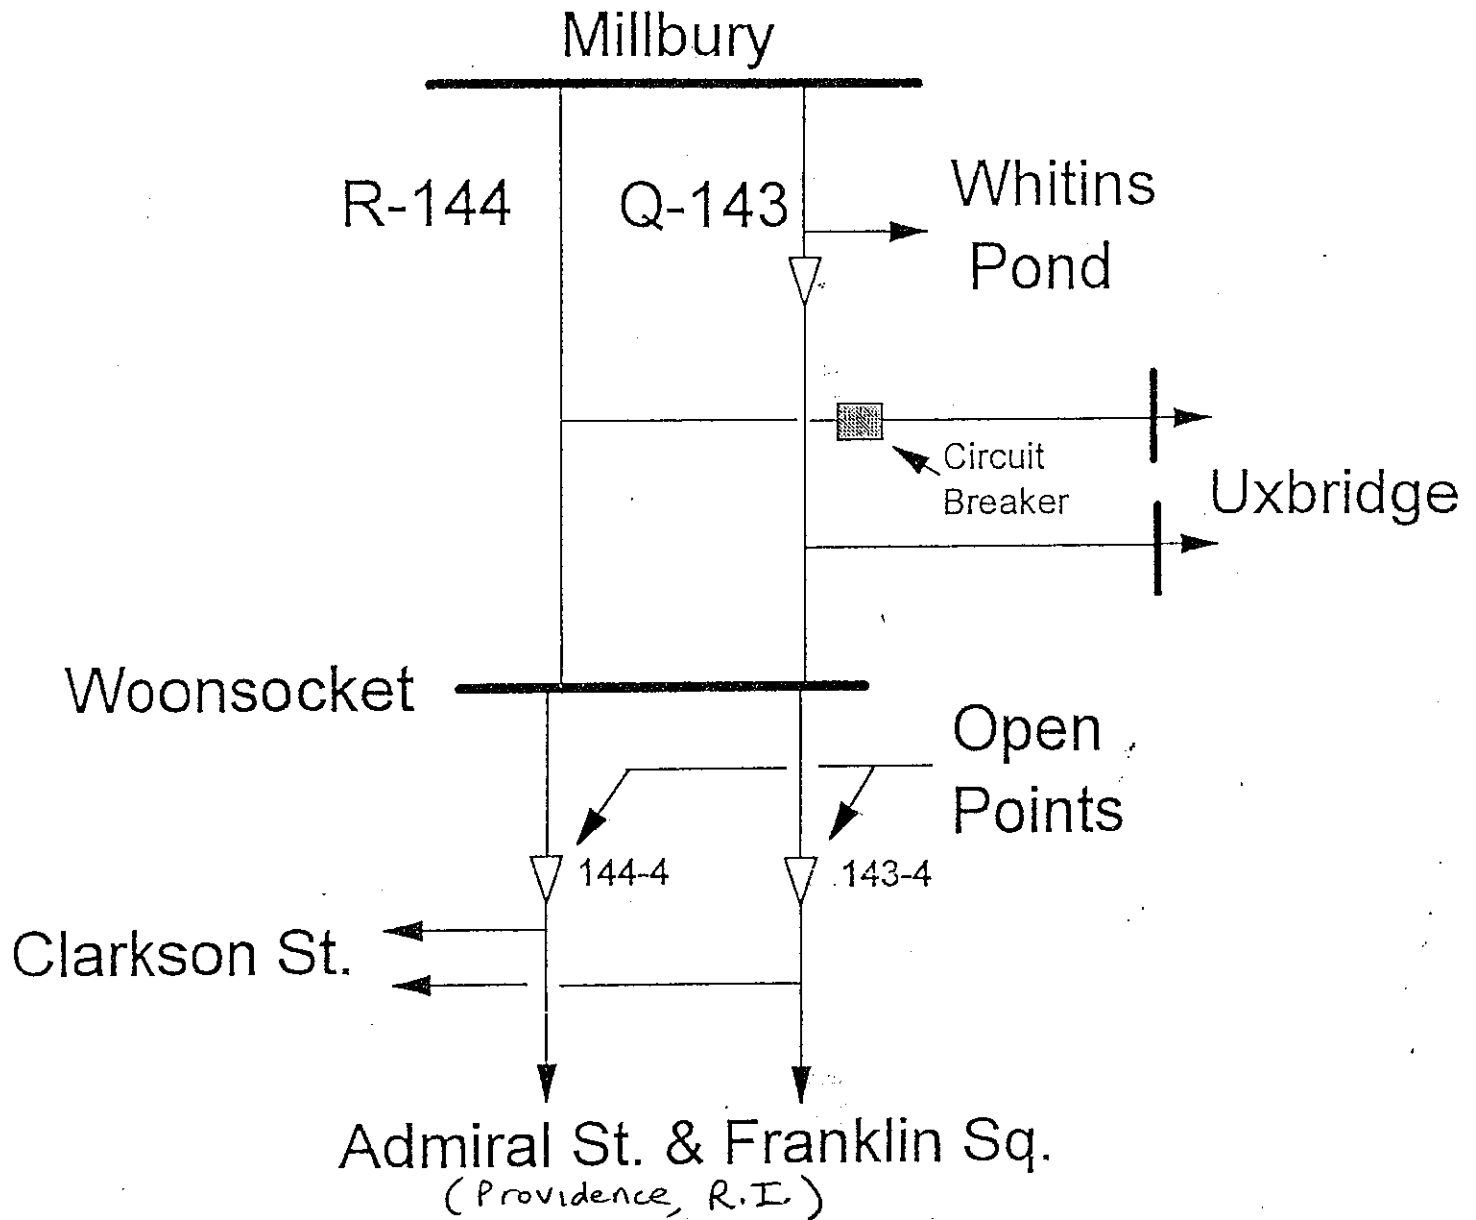 Millbury
R-144
Q-143
Whitins
Pond
Circuit
Breaker
Uxbridge
Woonsocket
Open
Points
144-4
143-4
Clarkson St.
Admiral St. & Franklin Sq.
(Providence, R.I.)